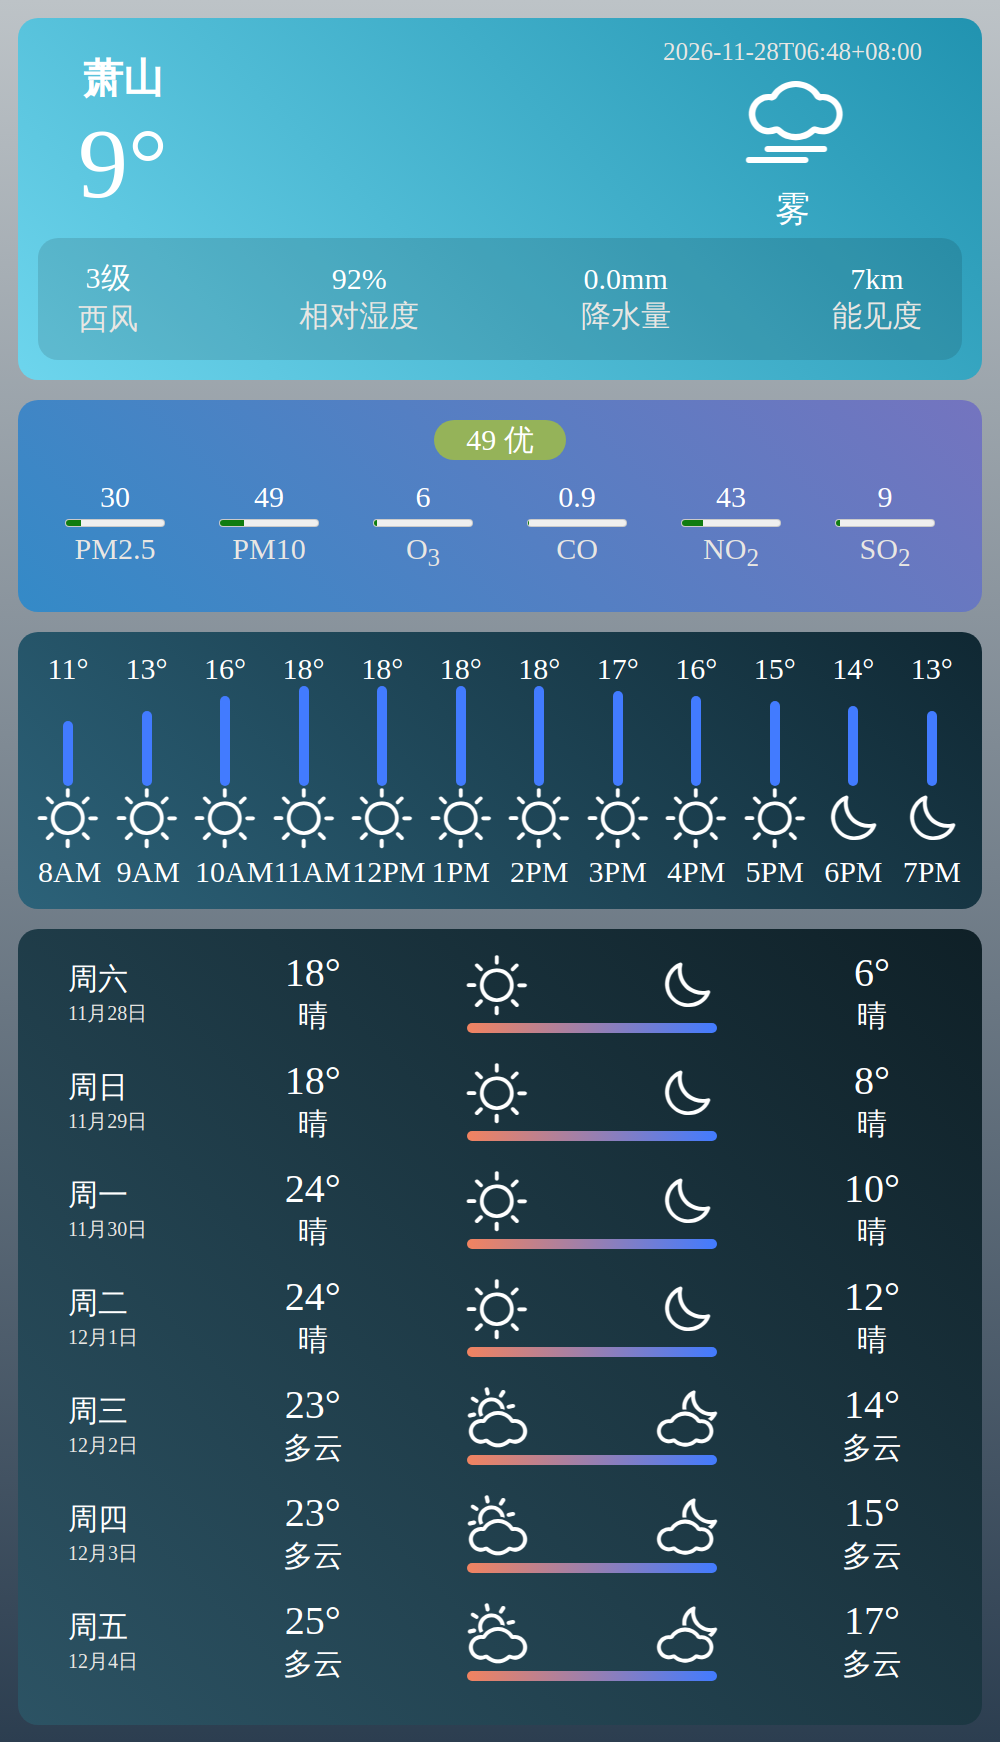 萧山
2026-11-28T06:48+08:00
9°
雾
3级 92% 0.0mm 7km
西风 相对湿度 降水量 能见度
49 优
30 49 6 0.9 43 9
PM2.5 PM10 O3 CO NO2 SO2
11° 13° 16° 18° 18° 18° 18° 17° 16° 15° 14° 13°
8AM 9AM 10AM 11AM 12PM 1PM 2PM 3PM 4PM 5PM 6PM 7PM
周六 18° 6°
11月28日 晴 晴
周日 18° 8°
11月29日 晴 晴
周一 24° 10°
11月30日 晴 晴
周二 24° 12°
12月1日 晴 晴
周三 23° 14°
12月2日 多云 多云
周四 23° 15°
12月3日 多云 多云
周五 25° 17°
12月4日 多云 多云